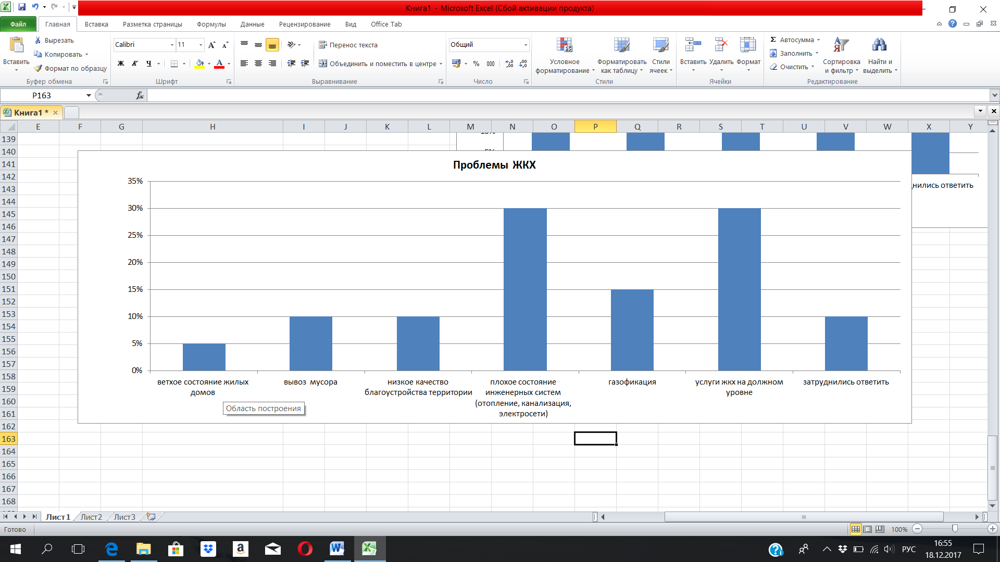 Книга1 - Microsoft Excel (Сбой активации продукта)
Файл Главная Вставка Разметка страницы Формулы Данные Рецензирование Вид Office Tab
Вставить
Вырезать
Копировать
Формат по образцу
Буфер обмена
Calibri 11
Ж К Ч
Шрифт
Перенос текста
Объединить и поместить в центре
Выравнивание
Общий
% 000
Число
Условное форматирование
Форматировать как таблицу
Стили ячеек
Стили
Вставить Удалить Формат
Ячейки
Σ Автосумма
Заполнить
Очистить
Сортировка и фильтр
Найти и выделить
Редактирование
P163
fx
Книга1 *
E F G H I J K L M N O P Q R S T U V W X Y
139
140
141
142
143
144
145
146
147
148
149
150
151
152
153
154
155
156
157
158
159
160
161
162
163
164
165
166
167
168
Проблемы ЖКХ
35%
30%
25%
20%
15%
10%
5%
0%
ветхое состояние жилых
домов
вывоз мусора
низкое качество
благоустройства территории
плохое состояние
инженерных систем
(отопление, канализация,
электросети)
газофикация
услуги жкх на должном
уровне
затруднились ответить
нились ответить
Область построения
Лист1 Лист2 Лист3
Готово
100%
РУС
16:55
18.12.2017